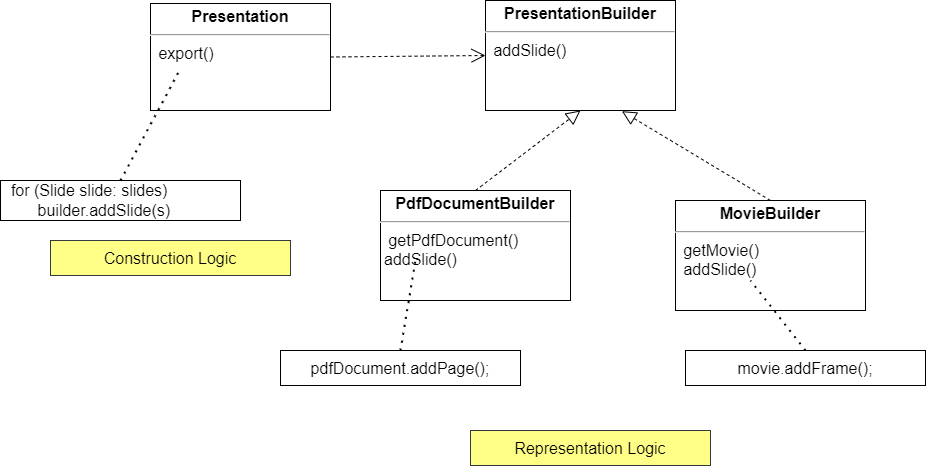 Presentation
export()
PresentationBuilder
addSlide()
for (Slide slide: slides)
builder.addSlide(s)
Construction Logic
PdfDocumentBuilder
getPdfDocument()
addSlide()
MovieBuilder
getMovie()
addSlide()
pdfDocument.addPage();
movie.addFrame();
Representation Logic